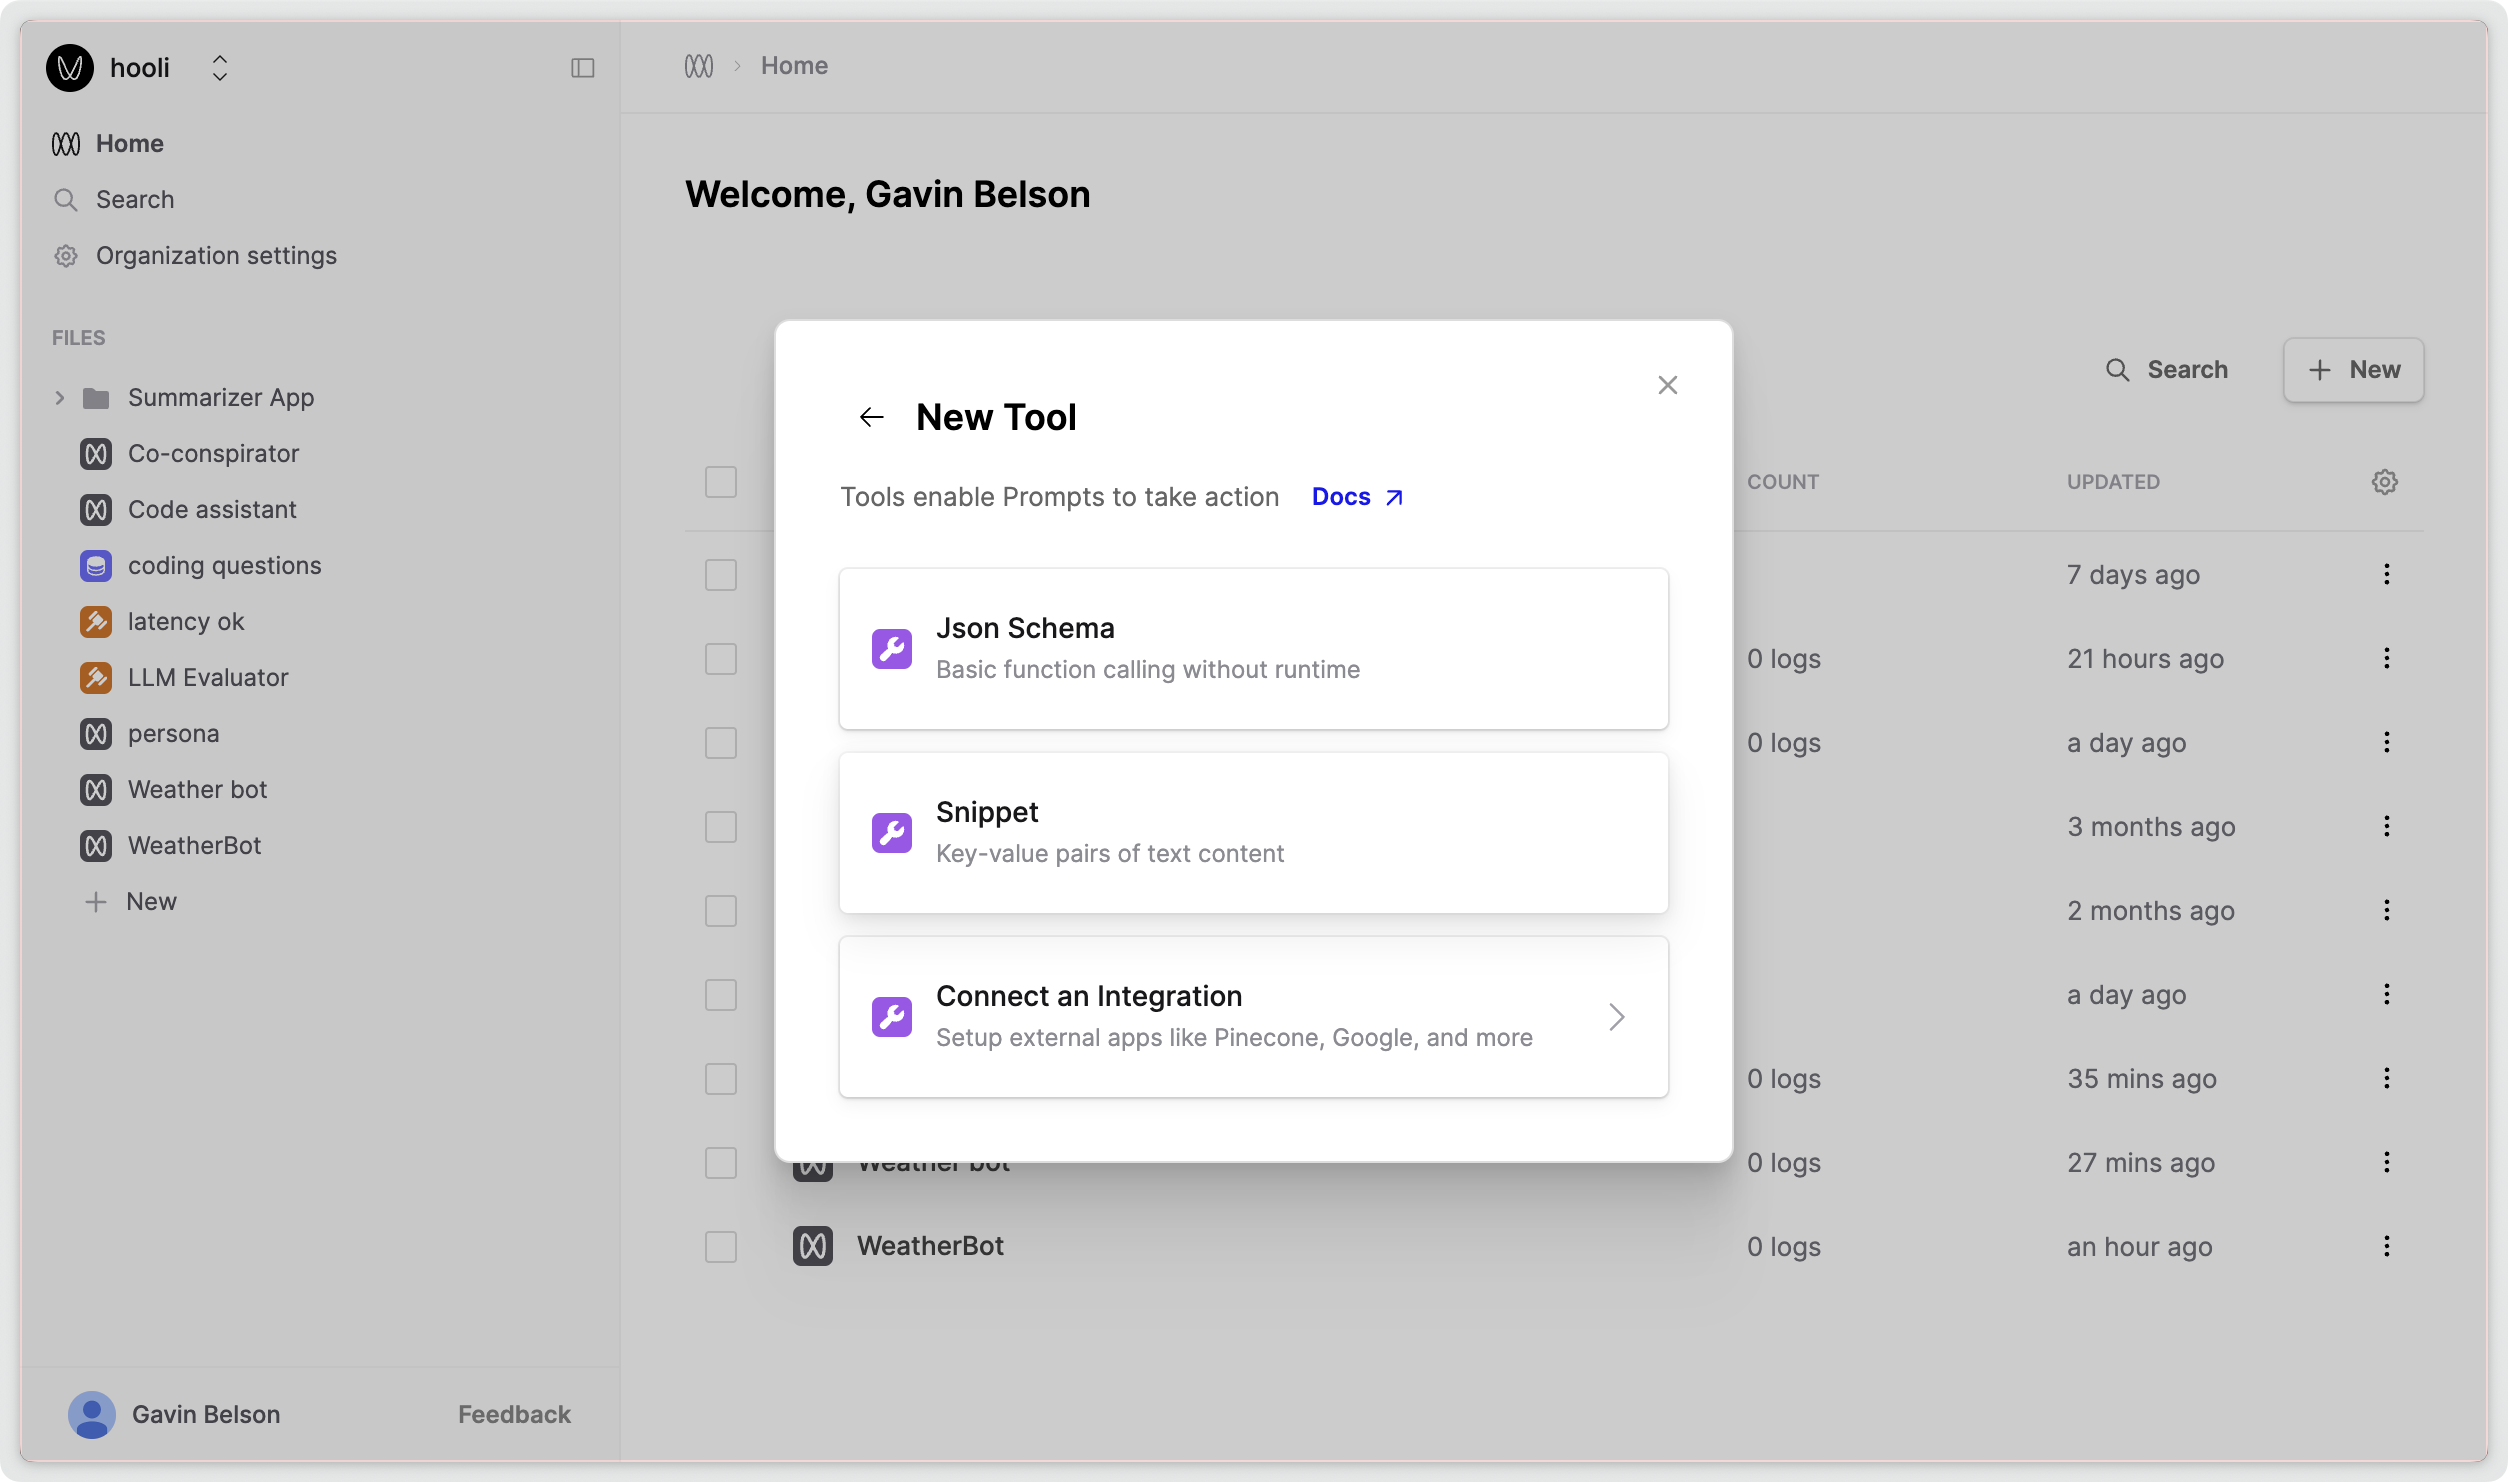 hooli
Home
Search
Organization settings
FILES
Summarizer App
Co-conspirator
Code assistant
coding questions
latency ok
LLM Evaluator
persona
Weather bot
WeatherBot
New
Gavin Belson
Feedback
Home
Welcome, Gavin Belson
Search
New
COUNT
UPDATED
7 days ago
0 logs
21 hours ago
0 logs
a day ago
3 months ago
2 months ago
a day ago
0 logs
35 mins ago
Weather bot
0 logs
27 mins ago
WeatherBot
0 logs
an hour ago
New Tool
Tools enable Prompts to take action Docs
Json Schema
Basic function calling without runtime
Snippet
Key-value pairs of text content
Connect an Integration
Setup external apps like Pinecone, Google, and more